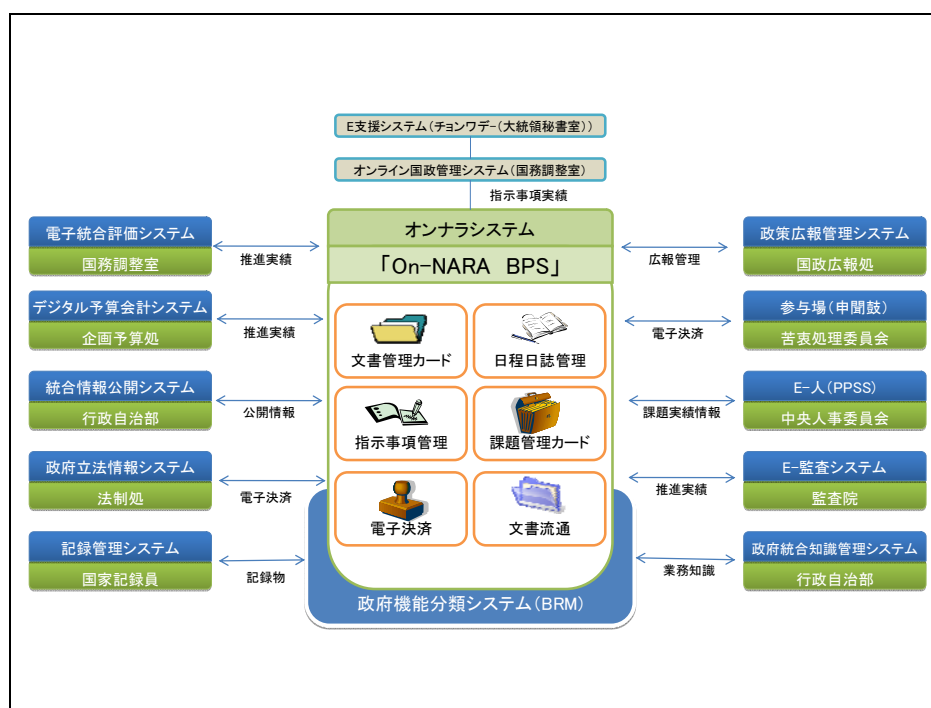 E支援システム(チョンワデー(大統領秘書室))
オンライン国政管理システム(国務調整室)
指示事項実績
オンナラシステム
「On-NARA BPS」
文書管理カード
日程日誌管理
指示事項管理
課題管理カード
電子決済
文書流通
政府機能分類システム(BRM)
電子統合評価システム
国務調整室
推進実績
デジタル予算会計システム
企画予算処
推進実績
統合情報公開システム
行政自治部
公開情報
政府立法情報システム
法制処
電子決済
記録管理システム
国家記録員
記録物
政策広報管理システム
国政広報処
広報管理
参与場(申聞鼓)
苦衷処理委員会
電子決済
E-人(PPSS)
中央人事委員会
課題実績情報
E-監査システム
監査院
推進実績
政府統合知識管理システム
行政自治部
業務知識